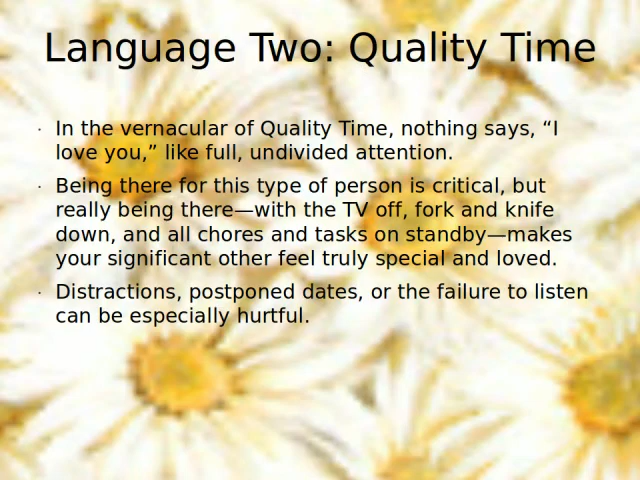 Language Two: Quality Time
· In the vernacular of Quality Time, nothing says, “I
love you,” like full, undivided attention.
· Being there for this type of person is critical, but
really being there—with the TV off, fork and knife
down, and all chores and tasks on standby—makes
your significant other feel truly special and loved.
· Distractions, postponed dates, or the failure to listen
can be especially hurtful.